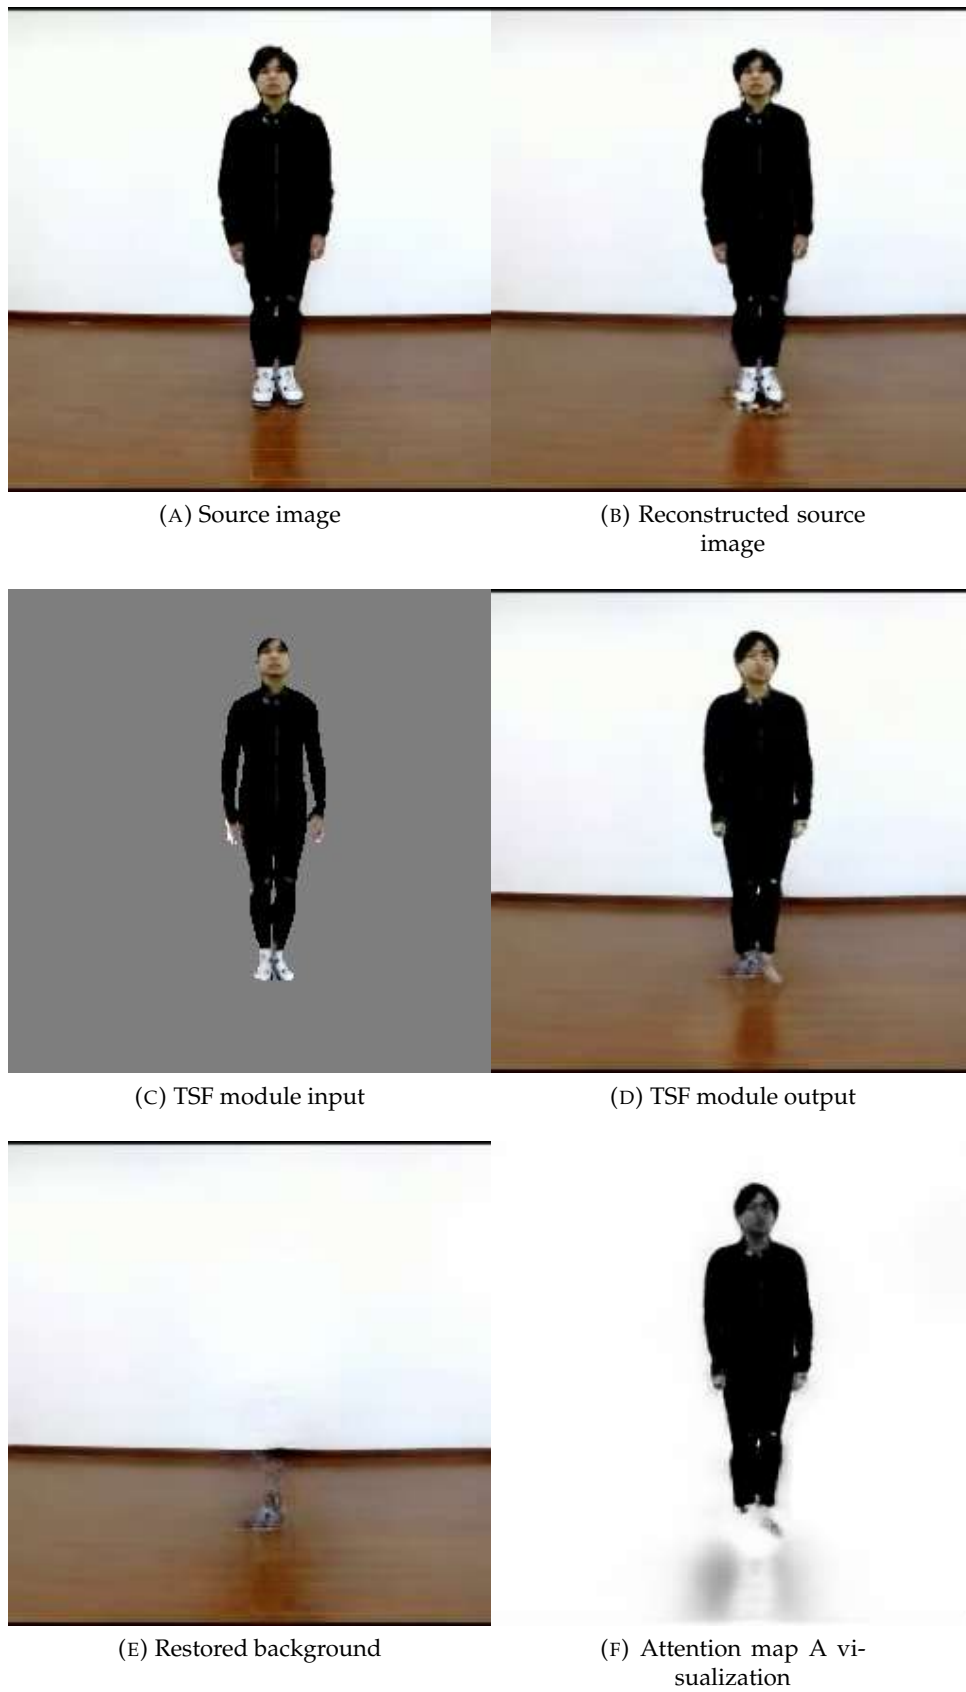 (A) Source image
(B) Reconstructed source
image
(C) TSF module input
(D) TSF module output
(E) Restored background
(F) Attention map A vi-
sualization